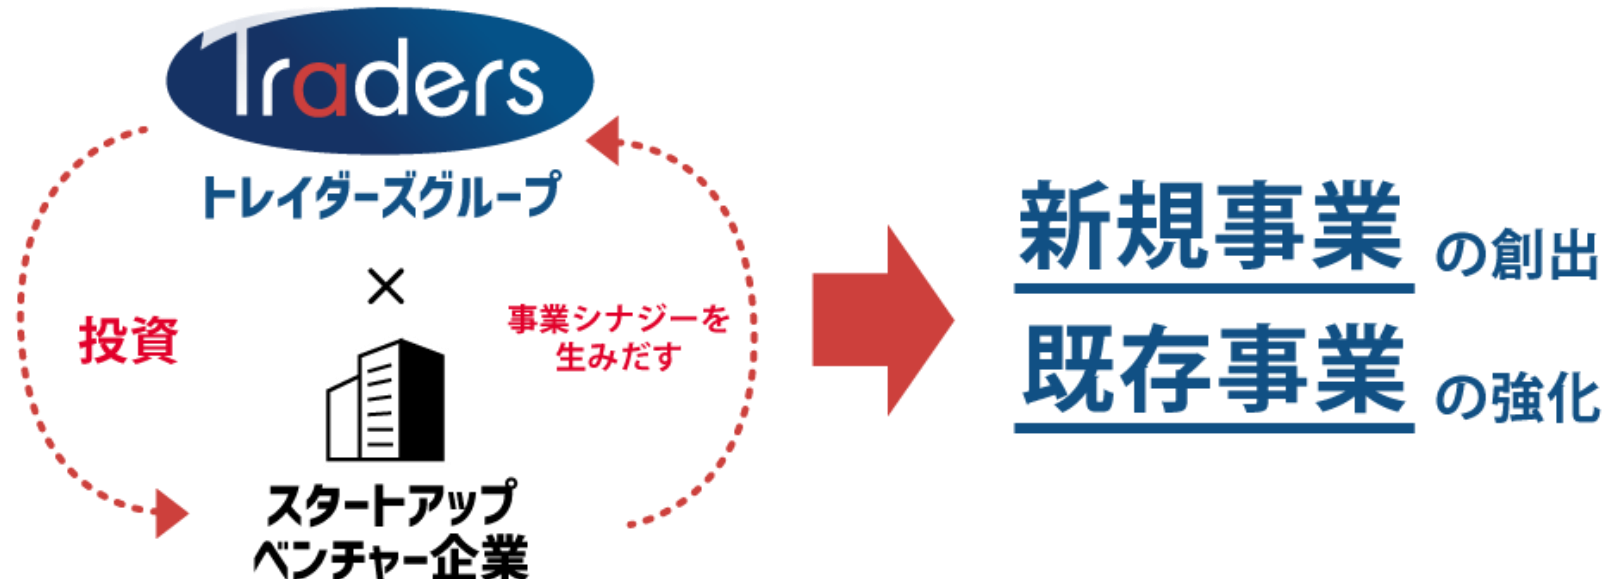 Traders
トレイダーズグループ
×
投資
事業シナジーを
生みだす
スタートアップ
ベンチャー企業
新規事業の創出
既存事業の強化